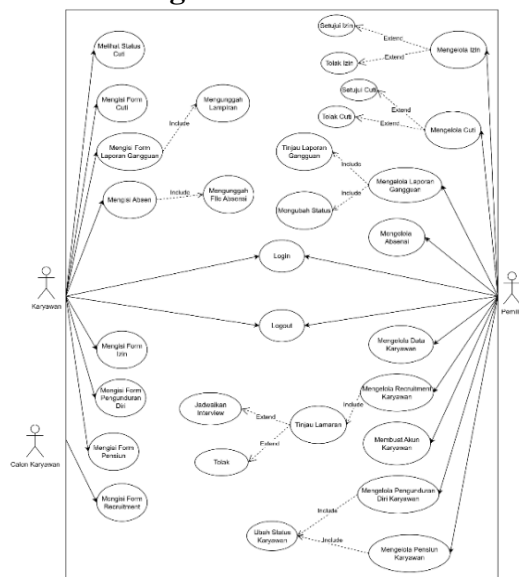 Melihat Status
Cuti
Mengisi Form
Cuti
Mengisi Form
Laporan Gangguan
Include
Mengunggah
Lampiran
Mengisi Absen
Include
Mengunggah
File Absensi
Setujui Izin
Extend
Mengelola Izin
Tolak Izin
Extend
Setujui Cuti
Extend
Tolak Cuti
Extend
Mengelola Cuti
Tinjau Laporan
Gangguan
Include
Mengelola Laporan
Gangguan
Include
Mengubah Status
Mengelola
Absensi
Login
Karyawan
Logout
Mengisi Form
Izin
Mengisi Form
Pengunduran
Diri
Calon Karyawan
Mengisi Form
Pensiun
Mengisi Form
Recruitment
Mengelola Data
Karyawan
Mengelola Recruitment
Karyawan
Include
Jadwalkan
Interview
Extend
Tinjau Lamaran
Extend
Tolak
Membuat Akun
Karyawan
Mengelola Pengunduran
Diri Karyawan
Include
Ubah Status
Karyawan
Include
Mengelola Pensiun
Karyawan